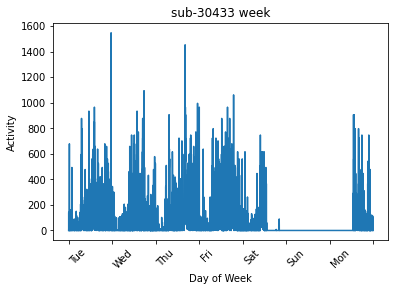 sub-30433 week
1600
1400
1200
1000
800
600
400
200
0
Activity
Tue
Wed
Thu
Fri
Sat
Sun
Mon
Day of Week